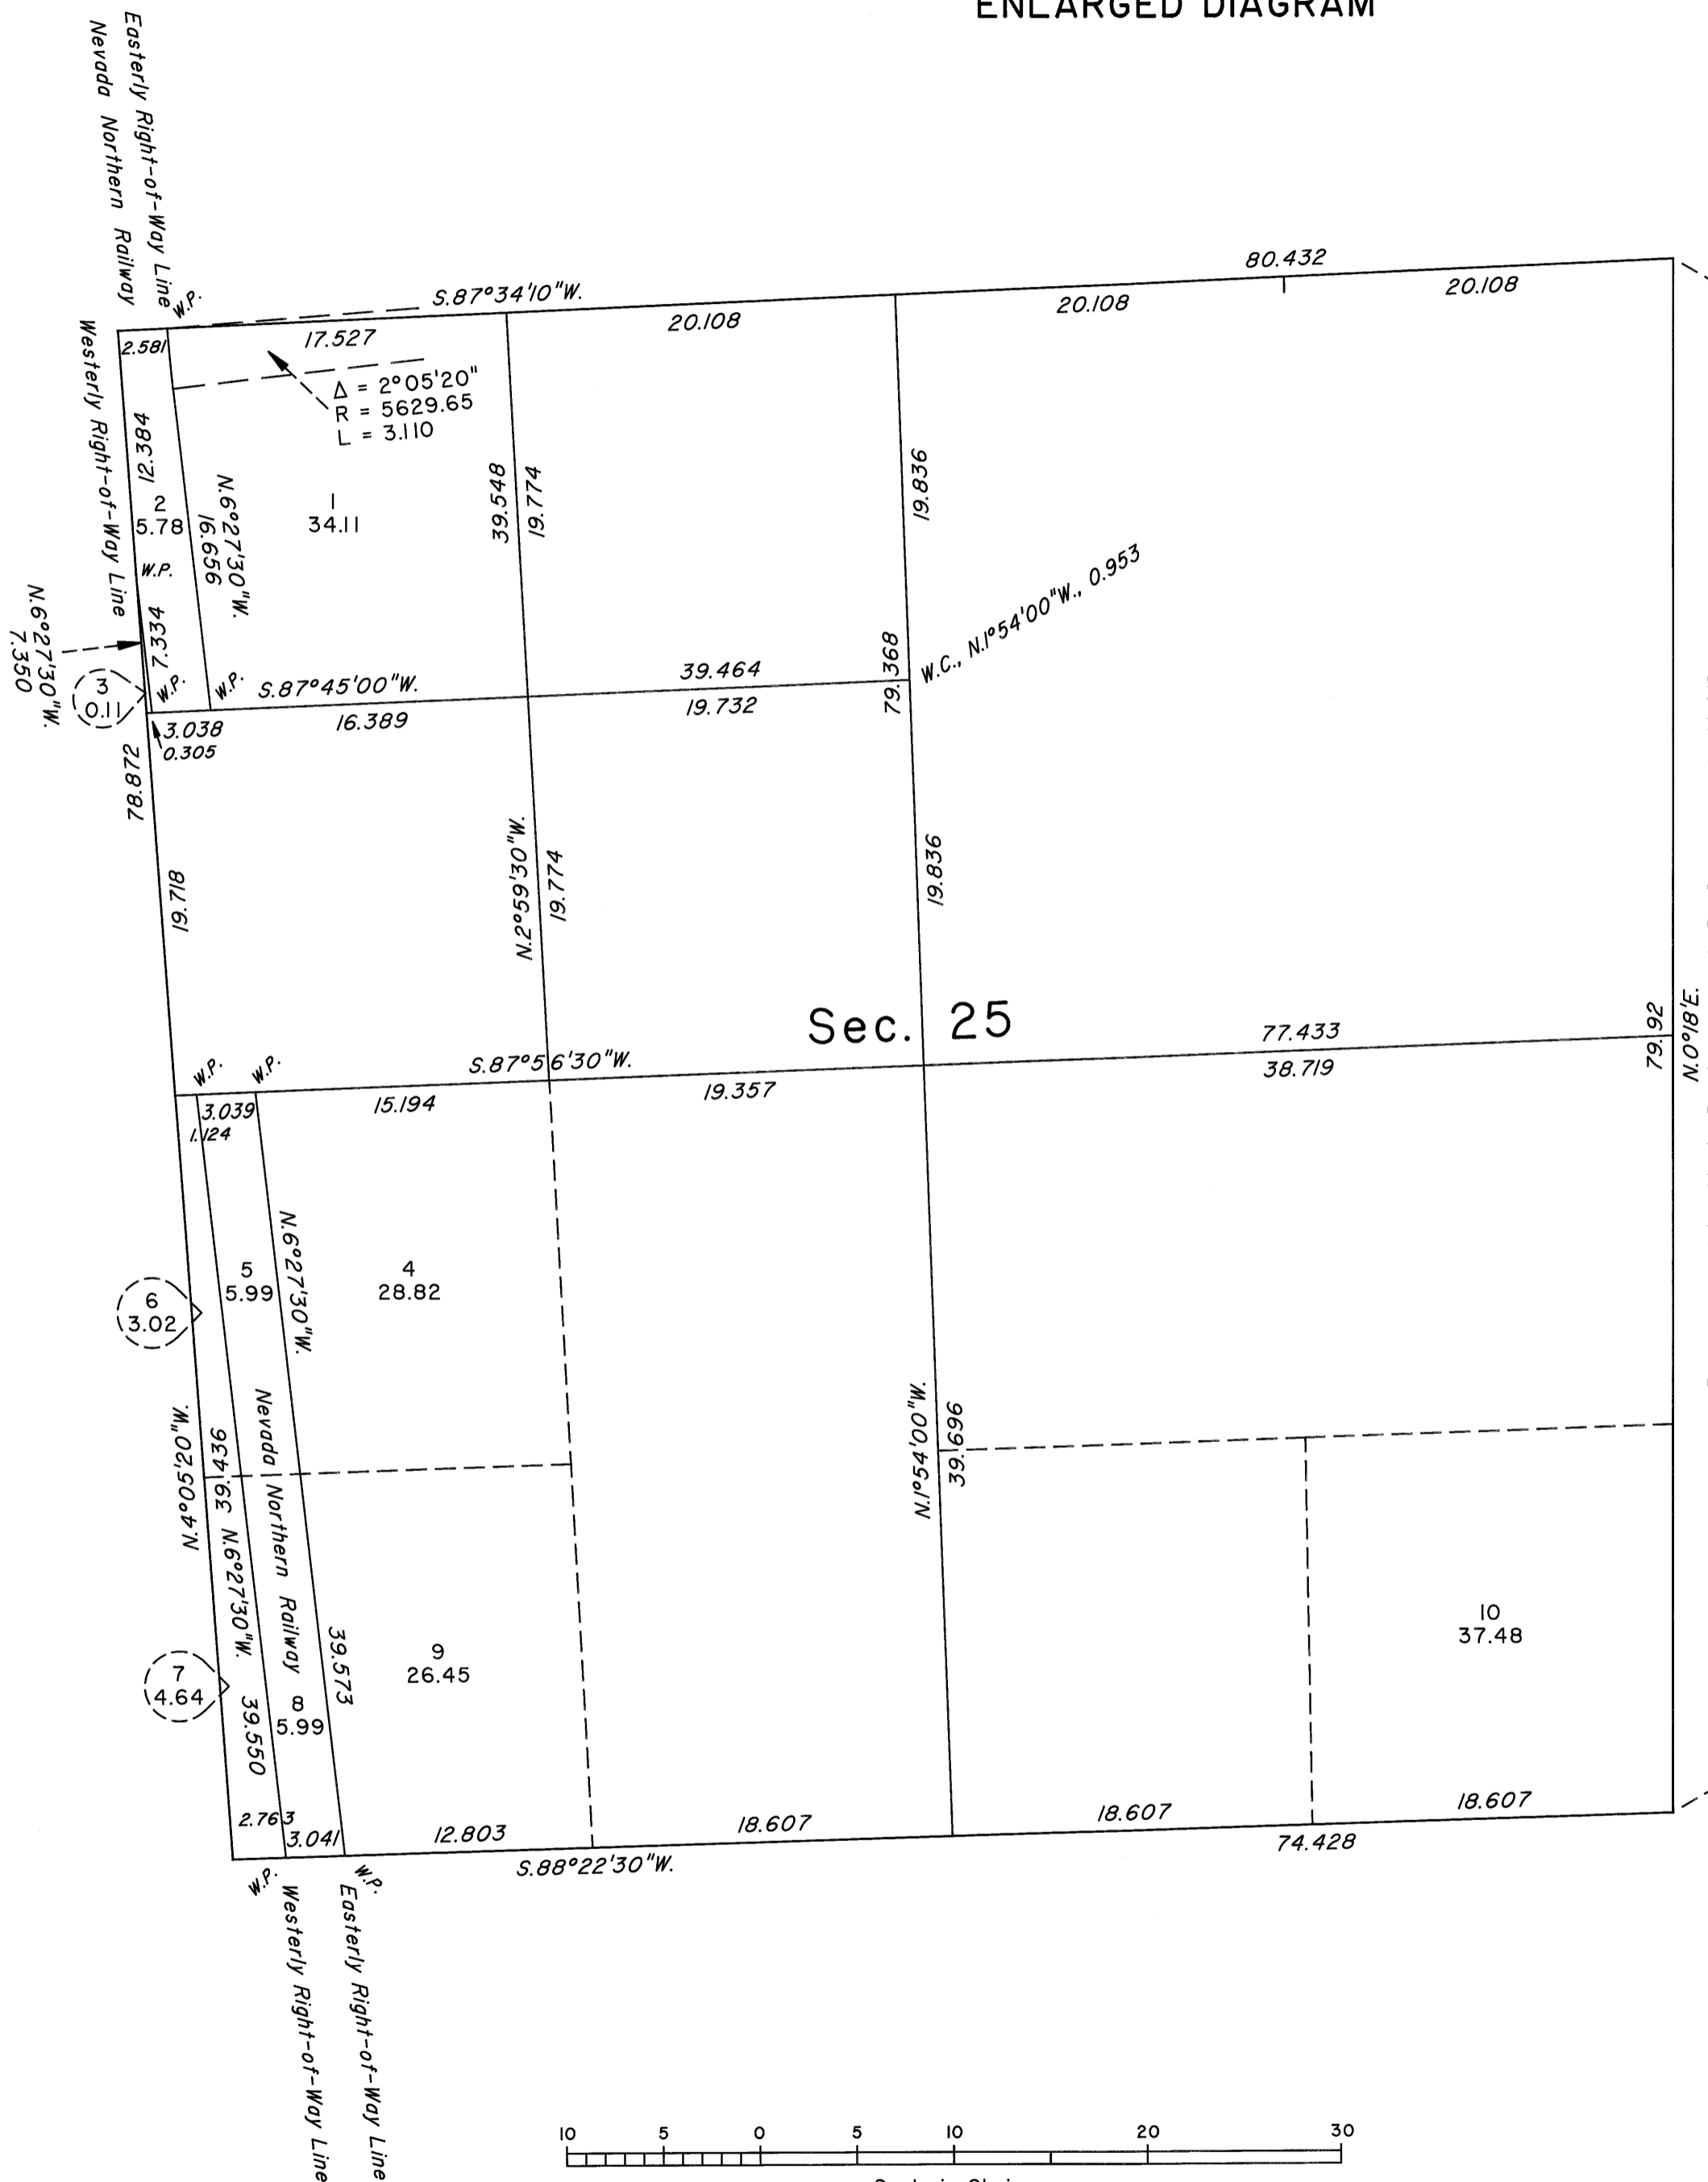 ENLARGED DIAGRAM
Easterly Right-of-Way Line
Nevada Northern Railway
W.P.
S.87°34'10"W.
80.432
2.581
17.527
20.108
20.108
20.108
Δ = 2°05'20"
R = 5629.65
L = 3.110
Westerly Right-of-Way Line
12.384
2
5.78
W.P.
7.334
N.6°27'30"W.
16.656
1
34.11
39.548
19.774
19.836
W.C., N.1°54'00"W., 0.953
N.6°27'30"W.
7.350
3
0.11
W.P.
W.P.
S.87°45'00"W.
39.464
79.368
3.038
0.305
16.389
19.732
78.872
19.718
N.2°59'30"W.
19.774
19.836
Sec. 25
W.P.
W.P.
S.87°56'30"W.
77.433
79.92
N.0°18'E.
3.039
1.124
15.194
19.357
38.719
N.6°27'30"W.
5
5.99
4
28.82
6
3.02
N.4°05'20"W.
39.436
N.6°27'30"W.
39.550
Nevada Northern Railway
N.1°54'00"W.
39.696
7
4.64
8
5.99
39.573
9
26.45
10
37.48
2.763
3.041
12.803
18.607
18.607
18.607
74.428
S.88°22'30"W.
W.P.
W.P.
Westerly Right-of-Way Line
Easterly Right-of-Way Line
10 5 0 5 10 20 30